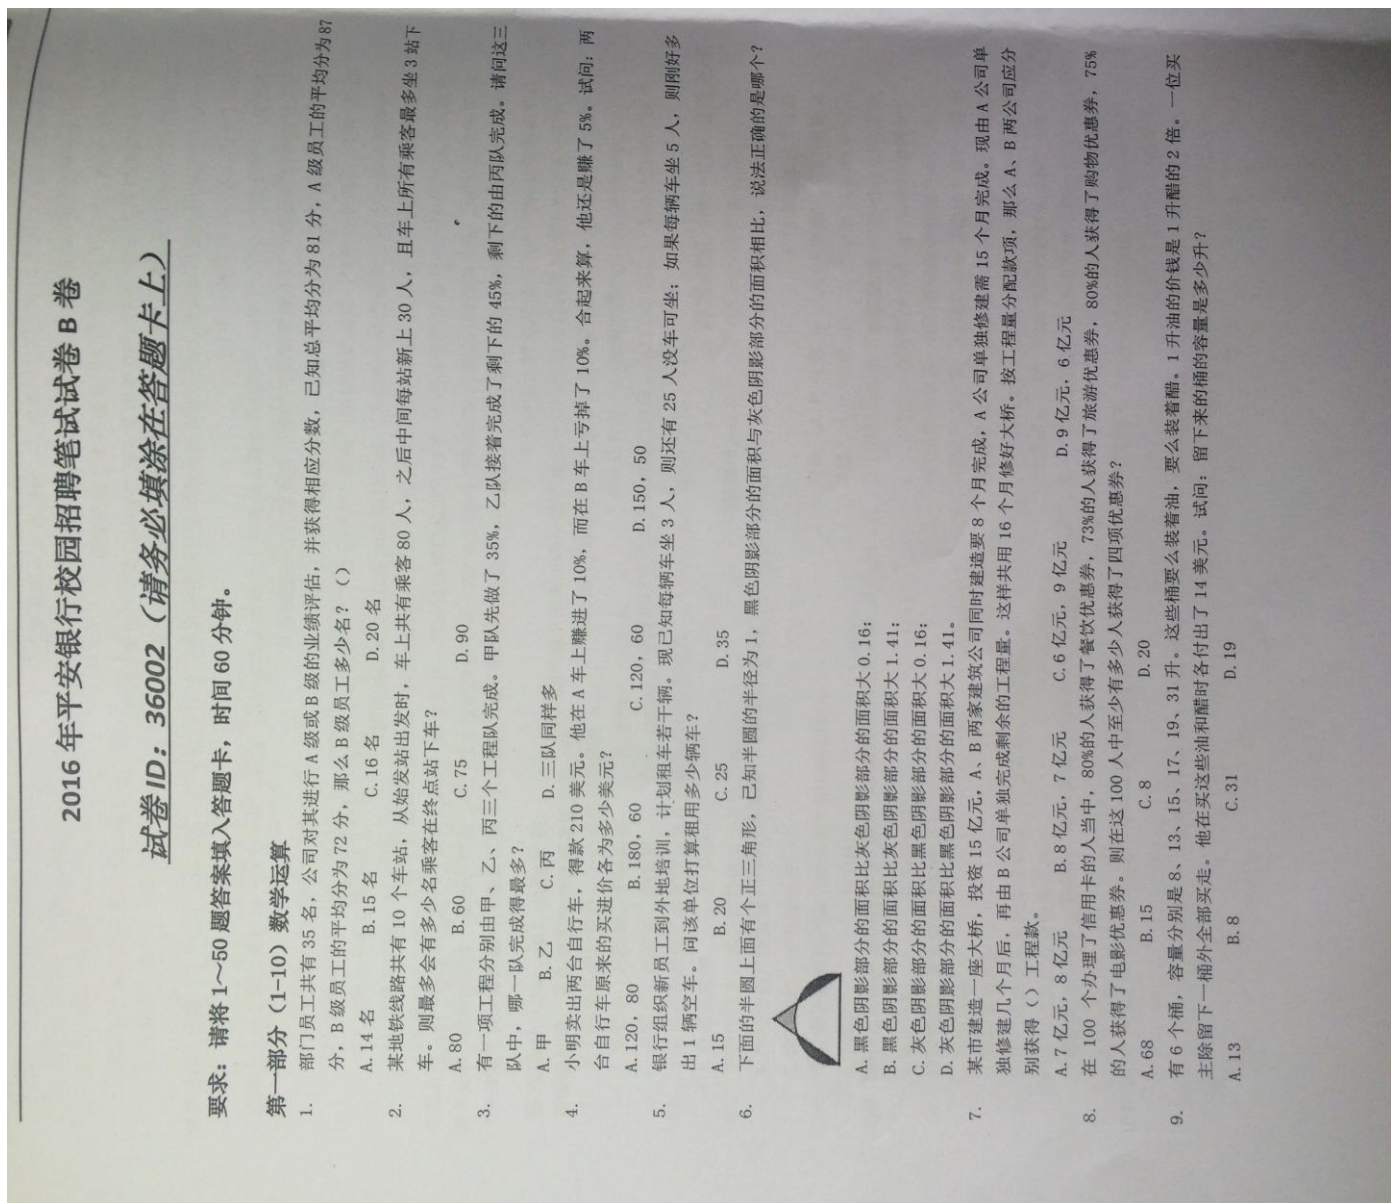 2016 年平安银行校园招聘笔试试卷 B 卷
试卷 ID: 36002（请务必填涂在答题卡上）
要求：请将 1～50 题答案填入答题卡，时间 60 分钟。
第一部分（1-10）数学运算
1. 部门员工共有 35 名，公司对其进行 A 级或 B 级的业绩评估，并获得相应分数，已知总平均分为 81 分，A 级员工的平均分为 87
分，B 级员工的平均分为 72 分，那么 B 级员工多少名？（）
A. 14 名 B. 15 名 C. 16 名 D. 20 名
2. 某地铁线路共有 10 个车站，从始发站出发时，车上共有乘客 80 人，之后中间每站新上 30 人，且车上所有乘客最多坐 3 站下
车。则最多会有多少名乘客在终点站下车？
A. 80 B. 60 C. 75 D. 90
3. 有一项工程分别由甲、乙、丙三个工程队完成。甲队先做了 35%，乙队接着完成了剩下的 45%，剩下的由丙队完成。请问这三
队中，哪一队完成得最多？
A. 甲 B. 乙 C. 丙 D. 三队同样多
4. 小明卖出两台自行车，得款 210 美元。他在 A 车上赚进了 10%，而在 B 车上亏掉了 10%。合起来算，他还是赚了 5%。试问：两
台自行车原来的买进价各为多少美元？
A. 120，80 B. 180，60 C. 120，60 D. 150，50
5. 银行组织新员工到外地培训，计划租车若干辆。现已知每辆车坐 3 人，则还有 25 人没车可坐；如果每辆车坐 5 人，则刚好多
出 1 辆空车。问该单位打算租用多少辆车？
A. 15 B. 20 C. 25 D. 35
6. 下面的半圆上面有个正三角形，已知半圆的半径为 1，黑色阴影部分的面积与灰色阴影部分的面积相比，说法正确的是哪个？
A. 黑色阴影部分的面积比灰色阴影部分的面积大 0.16；
B. 黑色阴影部分的面积比灰色阴影部分的面积大 1.41；
C. 灰色阴影部分的面积比黑色阴影部分的面积大 0.16；
D. 灰色阴影部分的面积比黑色阴影部分的面积大 1.41。
7. 某市建造一座大桥，投资 15 亿元，A、B 两家建筑公司同时建造要 8 个月完成，A 公司单独修建需 15 个月完成。现由 A 公司单
独修建几个月后，再由 B 公司单独完成剩余的工程量。这样共用 16 个月修好大桥。按工程量分配款项，那么 A、B 两公司应分
别获得（）工程款。
A. 7 亿元，8 亿元 B. 8 亿元，7 亿元 C. 6 亿元，9 亿元 D. 9 亿元，6 亿元
8. 在 100 个办理了信用卡的人当中，80%的人获得了餐饮优惠券，73%的人获得了旅游优惠券，80%的人获得了购物优惠券，75%
的人获得了电影优惠券。则在这 100 人中至少有多少人获得了四项优惠券？
A. 68 B. 15 C. 8 D. 20
9. 有 6 个桶，容量分别是 8、13、15、17、19、31 升。这些桶要么装着油，要么装着醋。1 升油的价钱是 1 升醋的 2 倍。一位买
主除留下一桶外全部买走。他在买这些油和醋时各付出了 14 美元。试问：留下来的桶的容量是多少升？
A. 13 B. 8 C. 31 D. 19